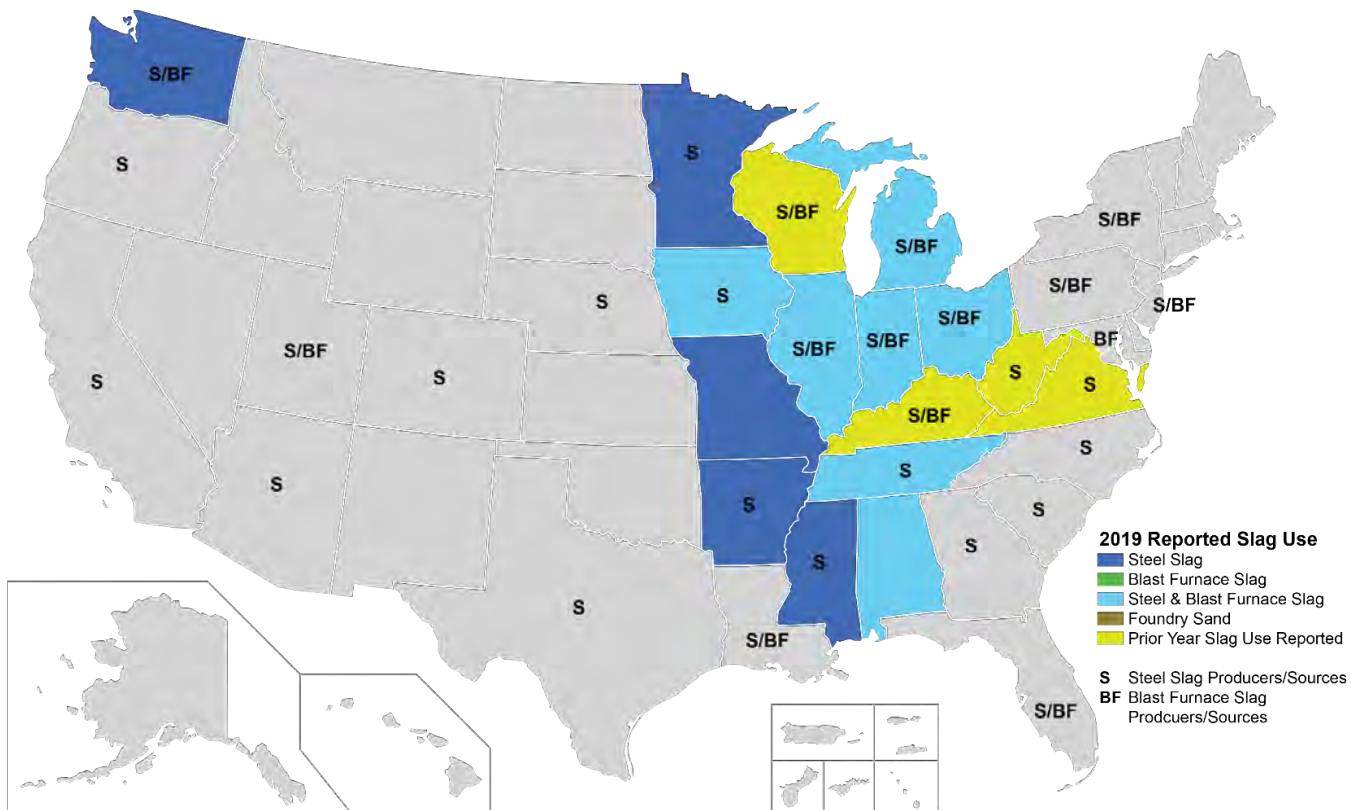 S/BF
S
S
S/BF
S/BF
S/BF
S/BF
S/BF
S
S
S/BF
S/BF
S/BF
S/BF
BF
S/BF
S
S
S
S
S/BF
S
S
S
S
S
S
S
S
2019 Reported Slag Use
Steel Slag
Blast Furnace Slag
Steel & Blast Furnace Slag
Foundry Sand
Prior Year Slag Use Reported
S
S
S/BF
S Steel Slag Producers/Sources
BF Blast Furnace Slag
Prodcuers/Sources
S/BF